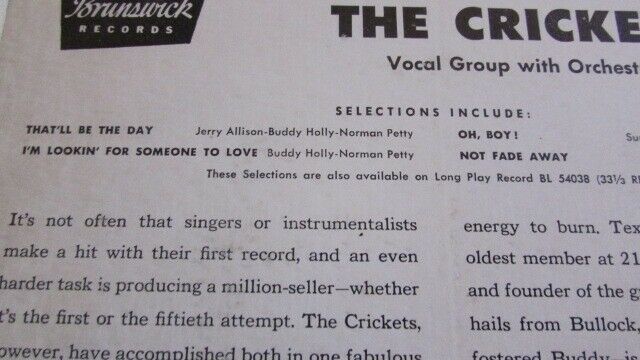 Brunswick
RECORDS
THE CRICKE
Vocal Group with Orchest
SELECTIONS INCLUDE:
THAT'LL BE THE DAY Jerry Allison-Buddy Holly-Norman Petty
I'M LOOKIN' FOR SOMEONE TO LOVE Buddy Holly-Norman Petty
OH, BOY! Su
NOT FADE AWAY
These Selections are also available on Long Play Record BL 54038 (33⅓ R
It's not often that singers or instrumentalists
make a hit with their first record, and an even
harder task is producing a million-seller—whether
it's the first or the fiftieth attempt. The Crickets,
however, have accomplished both in one fabulous
energy to burn. Tex
oldest member at 21
and founder of the g
hails from Bullock,
fostered Buddy